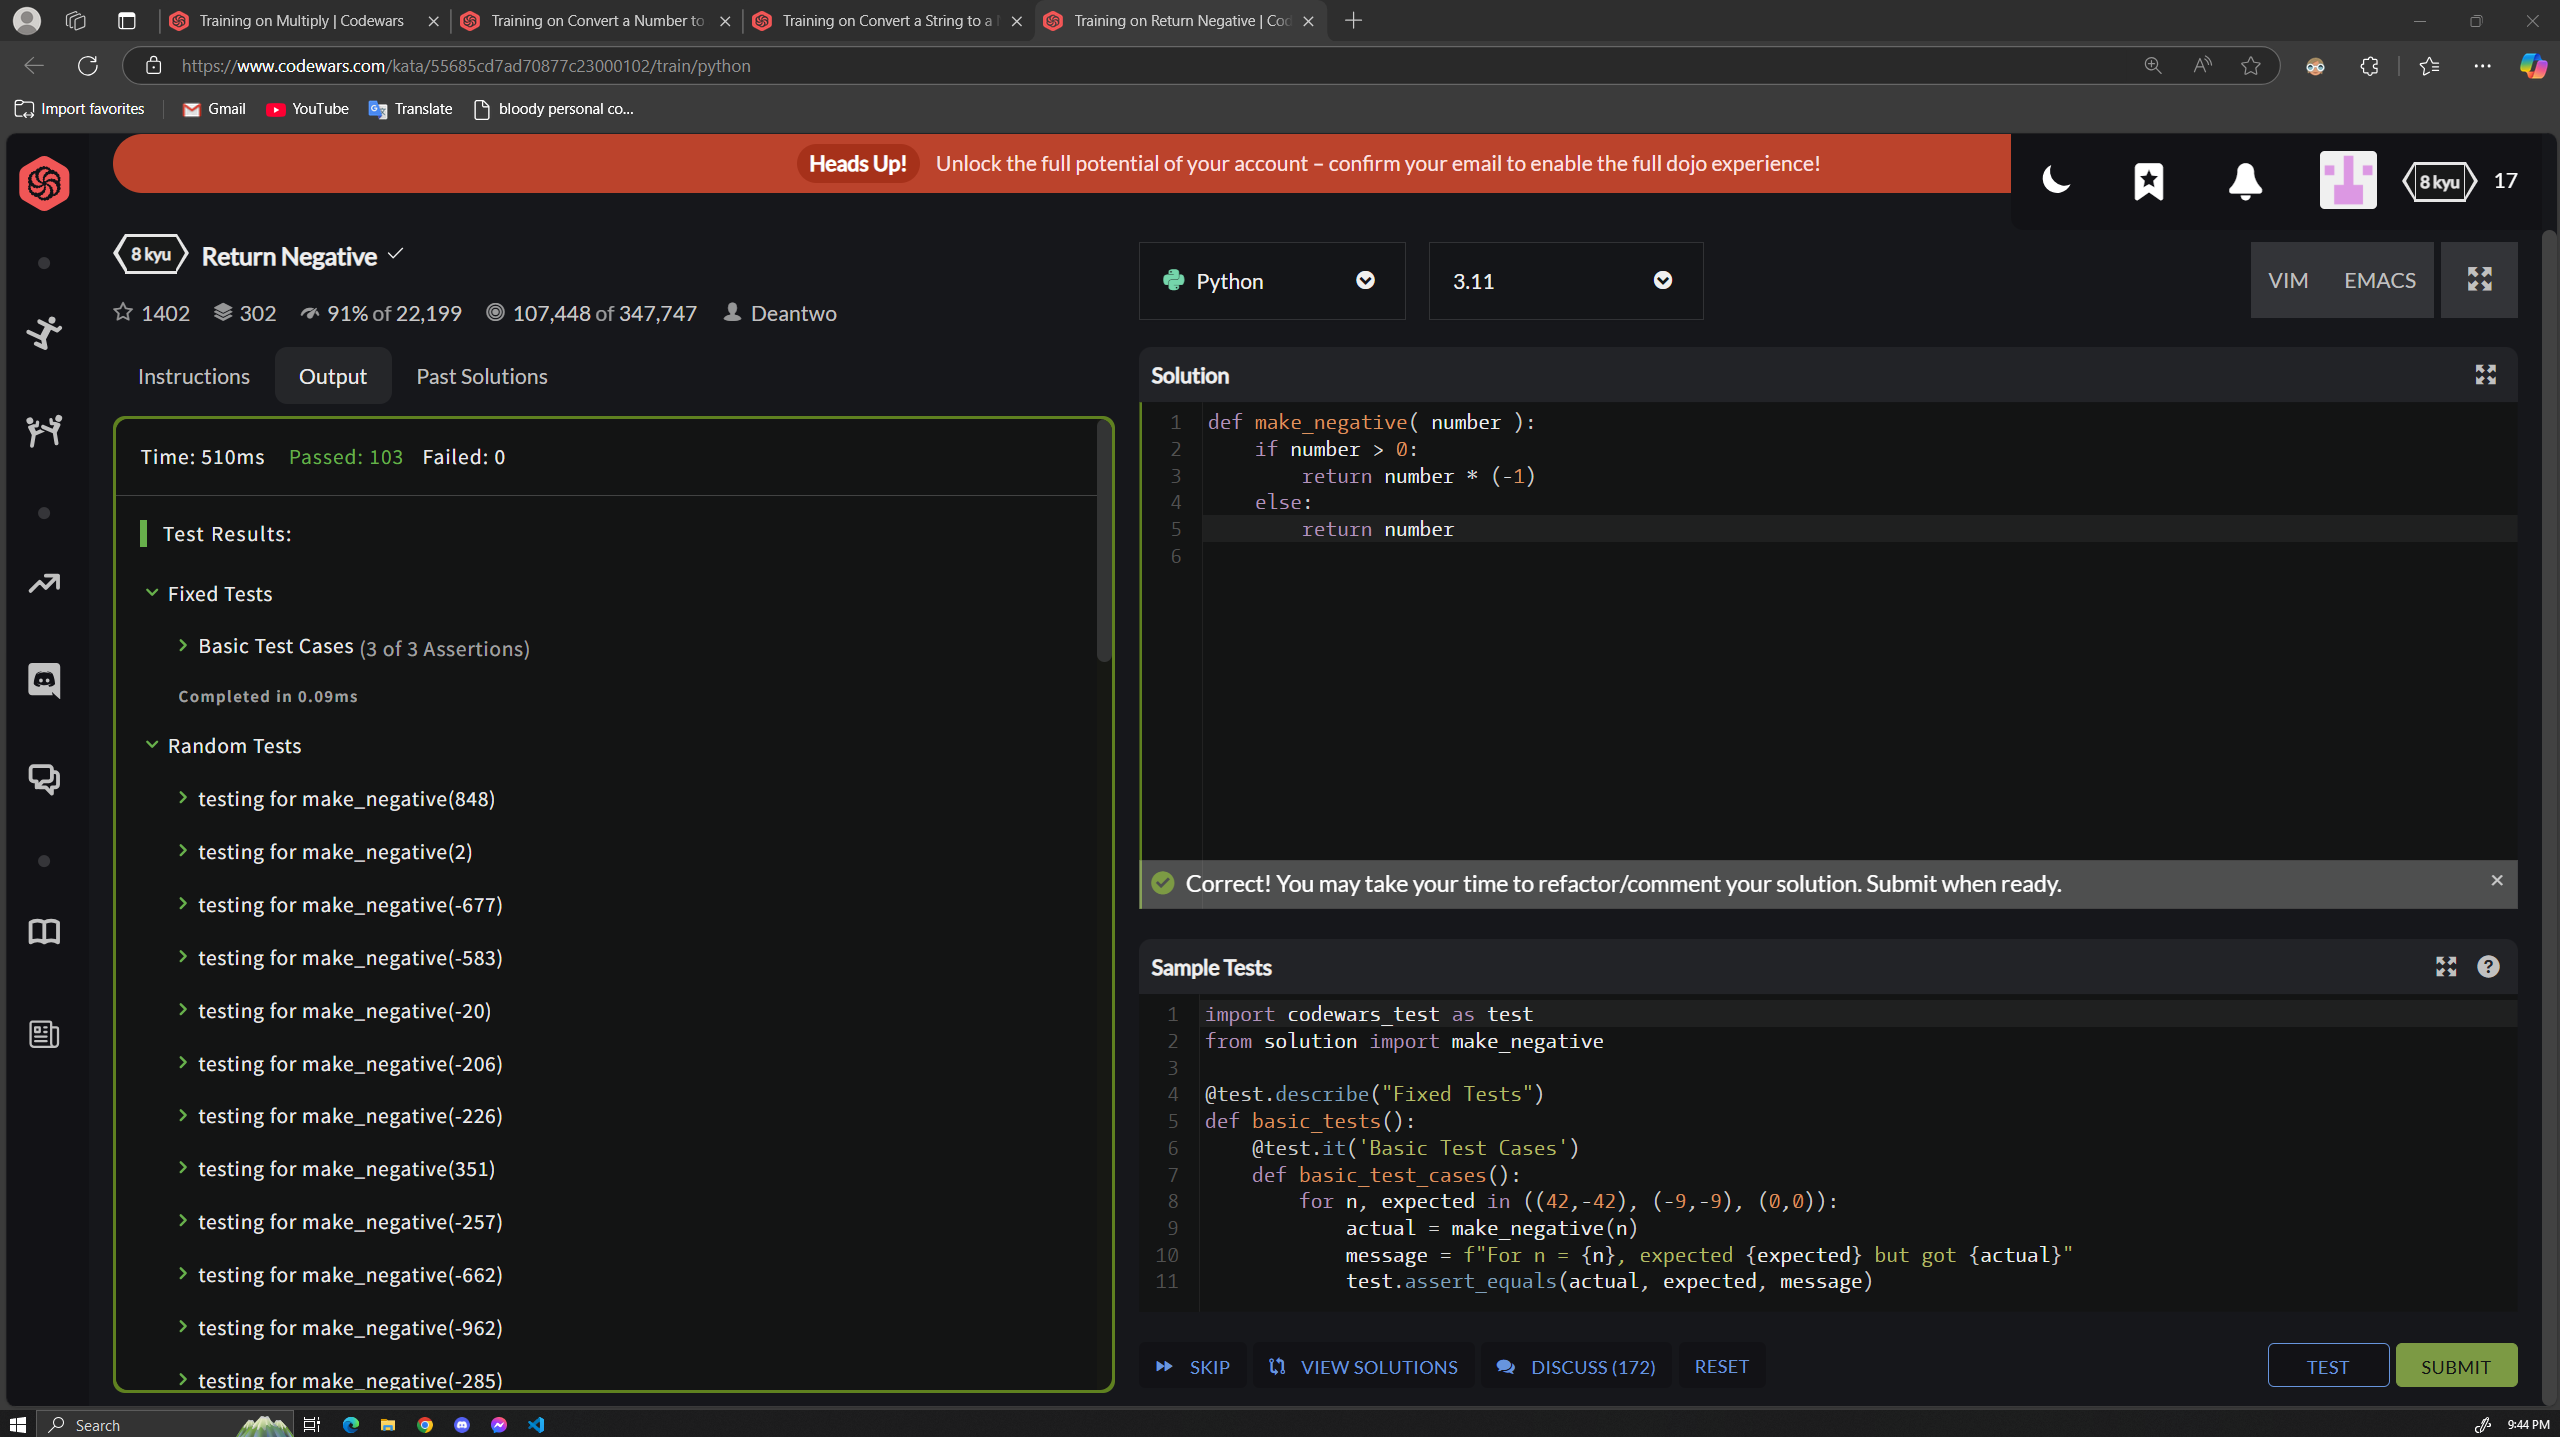 Training on Multiply | Codewars
Training on Convert a Number to
Training on Convert a String to a
Training on Return Negative | Cod
https://www.codewars.com/kata/55685cd7ad70877c23000102/train/python
Import favorites
Gmail
YouTube
Translate
bloody personal co...
Heads Up! Unlock the full potential of your account – confirm your email to enable the full dojo experience!
8 kyu 17
8 kyu Return Negative
1402 302 91% of 22,199 107,448 of 347,747 Deantwo
Python 3.11
VIM EMACS
Instructions Output Past Solutions
Time: 510ms Passed: 103 Failed: 0
Test Results:
Fixed Tests
Basic Test Cases (3 of 3 Assertions)
Completed in 0.09ms
Random Tests
testing for make_negative(848)
testing for make_negative(2)
testing for make_negative(-677)
testing for make_negative(-583)
testing for make_negative(-20)
testing for make_negative(-206)
testing for make_negative(-226)
testing for make_negative(351)
testing for make_negative(-257)
testing for make_negative(-662)
testing for make_negative(-962)
testing for make_negative(-285)
Solution
1 def make_negative( number ):
2     if number > 0:
3         return number * (-1)
4     else:
5         return number
6
Correct! You may take your time to refactor/comment your solution. Submit when ready.
Sample Tests
1 import codewars_test as test
2 from solution import make_negative
3
4 @test.describe("Fixed Tests")
5 def basic_tests():
6     @test.it('Basic Test Cases')
7     def basic_test_cases():
8         for n, expected in ((42,-42), (-9,-9), (0,0)):
9             actual = make_negative(n)
10             message = f"For n = {n}, expected {expected} but got {actual}"
11             test.assert_equals(actual, expected, message)
SKIP VIEW SOLUTIONS DISCUSS (172) RESET
TEST SUBMIT
Search
9:44 PM